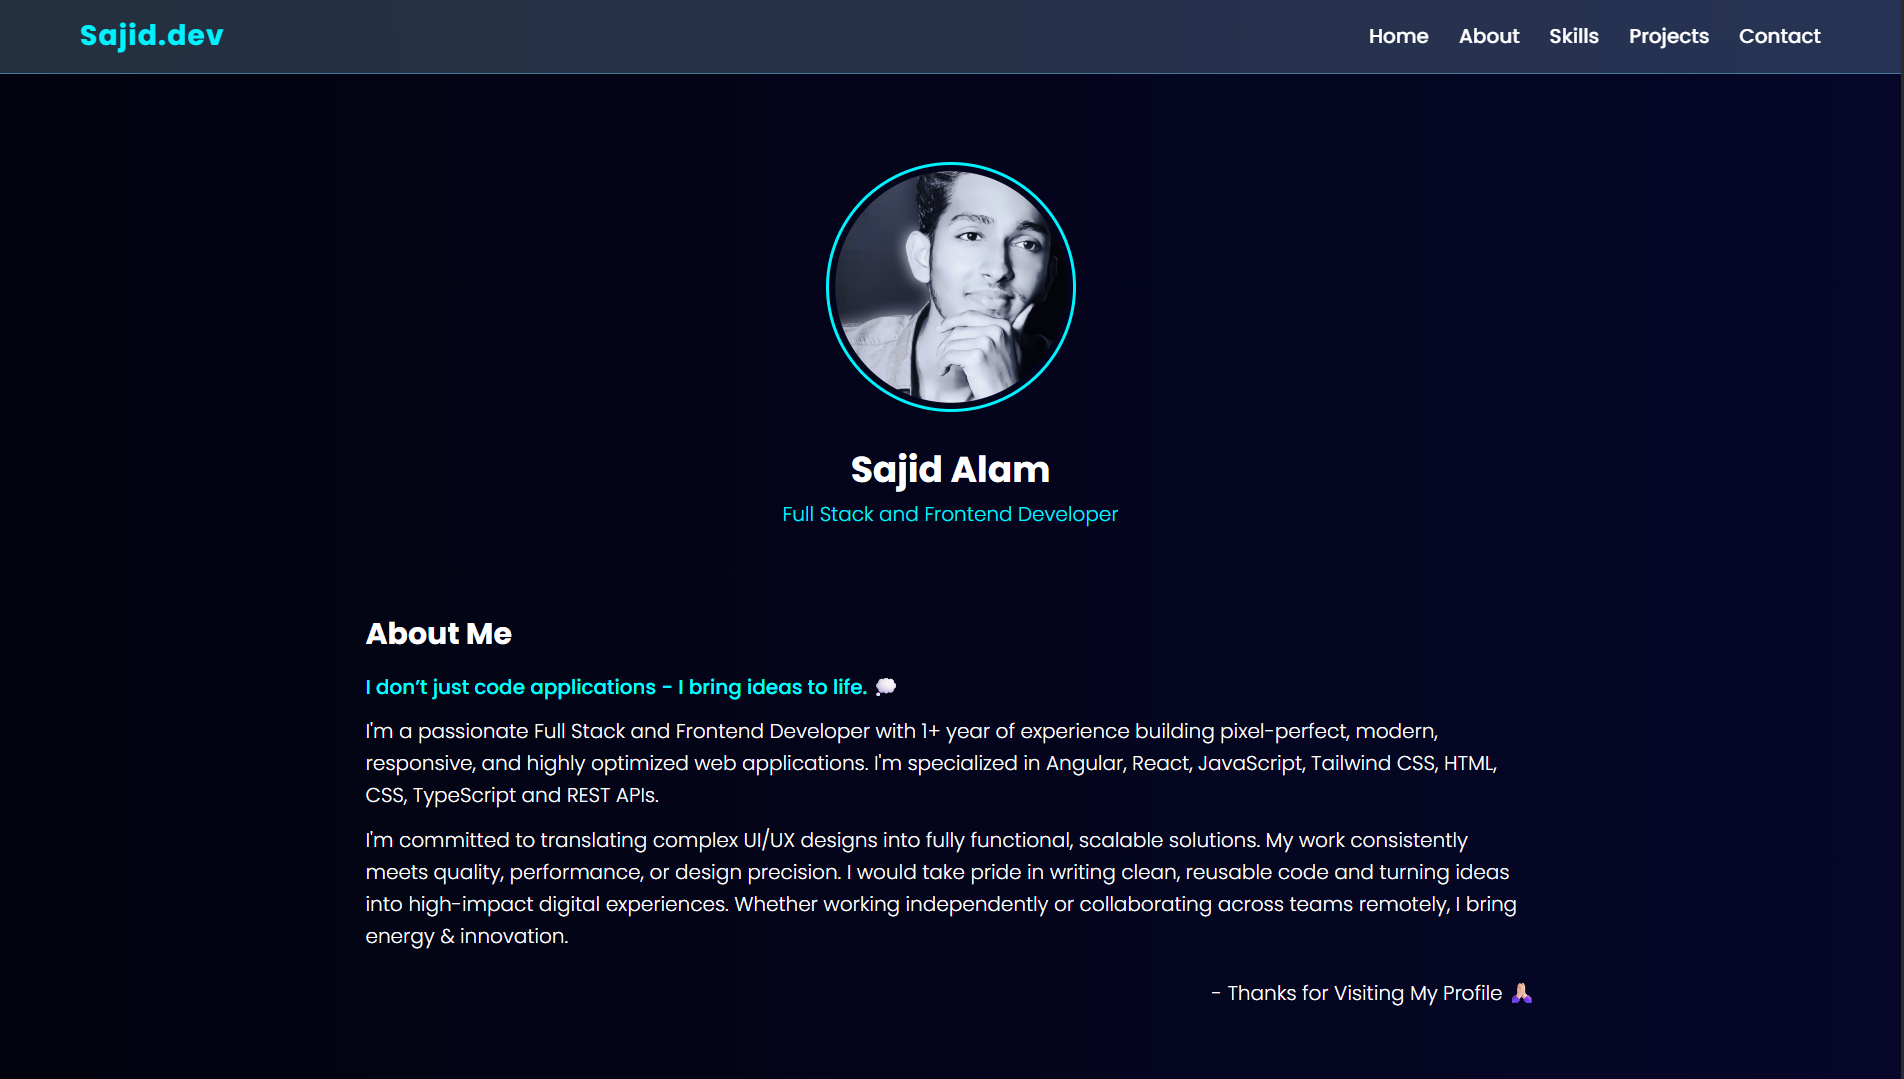 Sajid.dev
Home About Skills Projects Contact
Sajid Alam
Full Stack and Frontend Developer
About Me
I don’t just code applications - I bring ideas to life. 💭
I'm a passionate Full Stack and Frontend Developer with 1+ year of experience building pixel-perfect, modern,
responsive, and highly optimized web applications. I'm specialized in Angular, React, JavaScript, Tailwind CSS, HTML,
CSS, TypeScript and REST APIs.
I'm committed to translating complex UI/UX designs into fully functional, scalable solutions. My work consistently
meets quality, performance, or design precision. I would take pride in writing clean, reusable code and turning ideas
into high-impact digital experiences. Whether working independently or collaborating across teams remotely, I bring
energy & innovation.
- Thanks for Visiting My Profile 🙏🏻